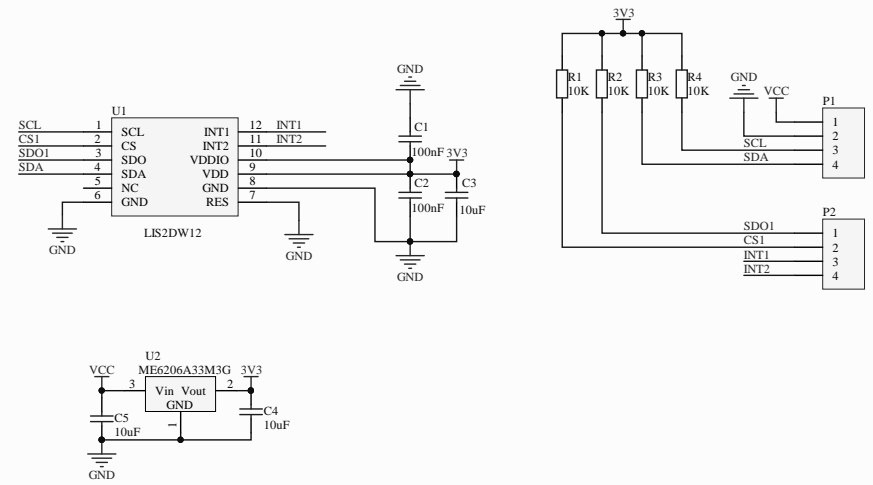 3V3
GND
R1
10K
R2
10K
R3
10K
R4
10K
GND
VCC
P1
1
2
SCL
3
SDA
4
U1
SCL 1 SCL INT1 12 INT1
CS1 2 CS INT2 11 INT2
SDO1 3 SDO VDDIO 10
SDA 4 SDA VDD 9
5 NC GND 8
6 GND RES 7
LIS2DW12
GND
GND
C1
100nF
3V3
C2
100nF
C3
10uF
GND
P2
SDO1 1
CS1 2
INT1 3
INT2 4
U2
ME6206A33M3G
VCC
3V3
3 Vin Vout 2
GND
1
C5
10uF
C4
10uF
GND